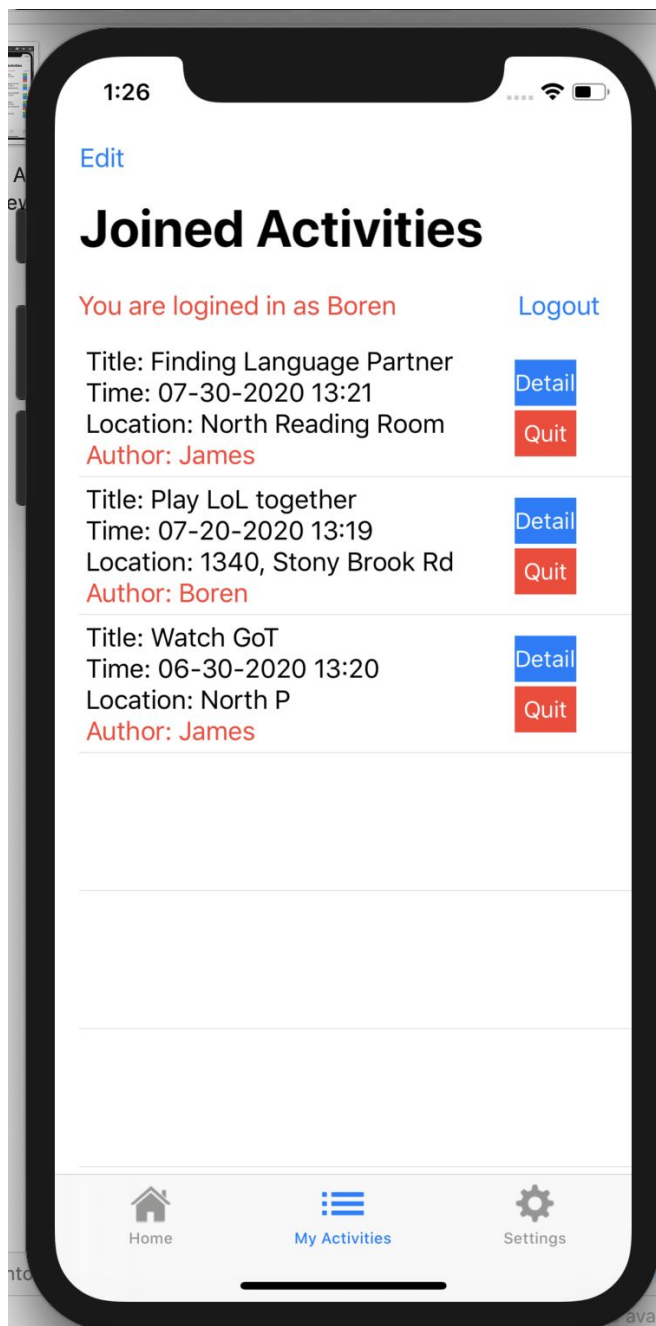 1:26
Edit
Joined Activities
You are logined in as Boren Logout
Title: Finding Language Partner
Time: 07-30-2020 13:21
Location: North Reading Room
Author: James
Detail
Quit
Title: Play LoL together
Time: 07-20-2020 13:19
Location: 1340, Stony Brook Rd
Author: Boren
Detail
Quit
Title: Watch GoT
Time: 06-30-2020 13:20
Location: North P
Author: James
Detail
Quit
Home My Activities Settings